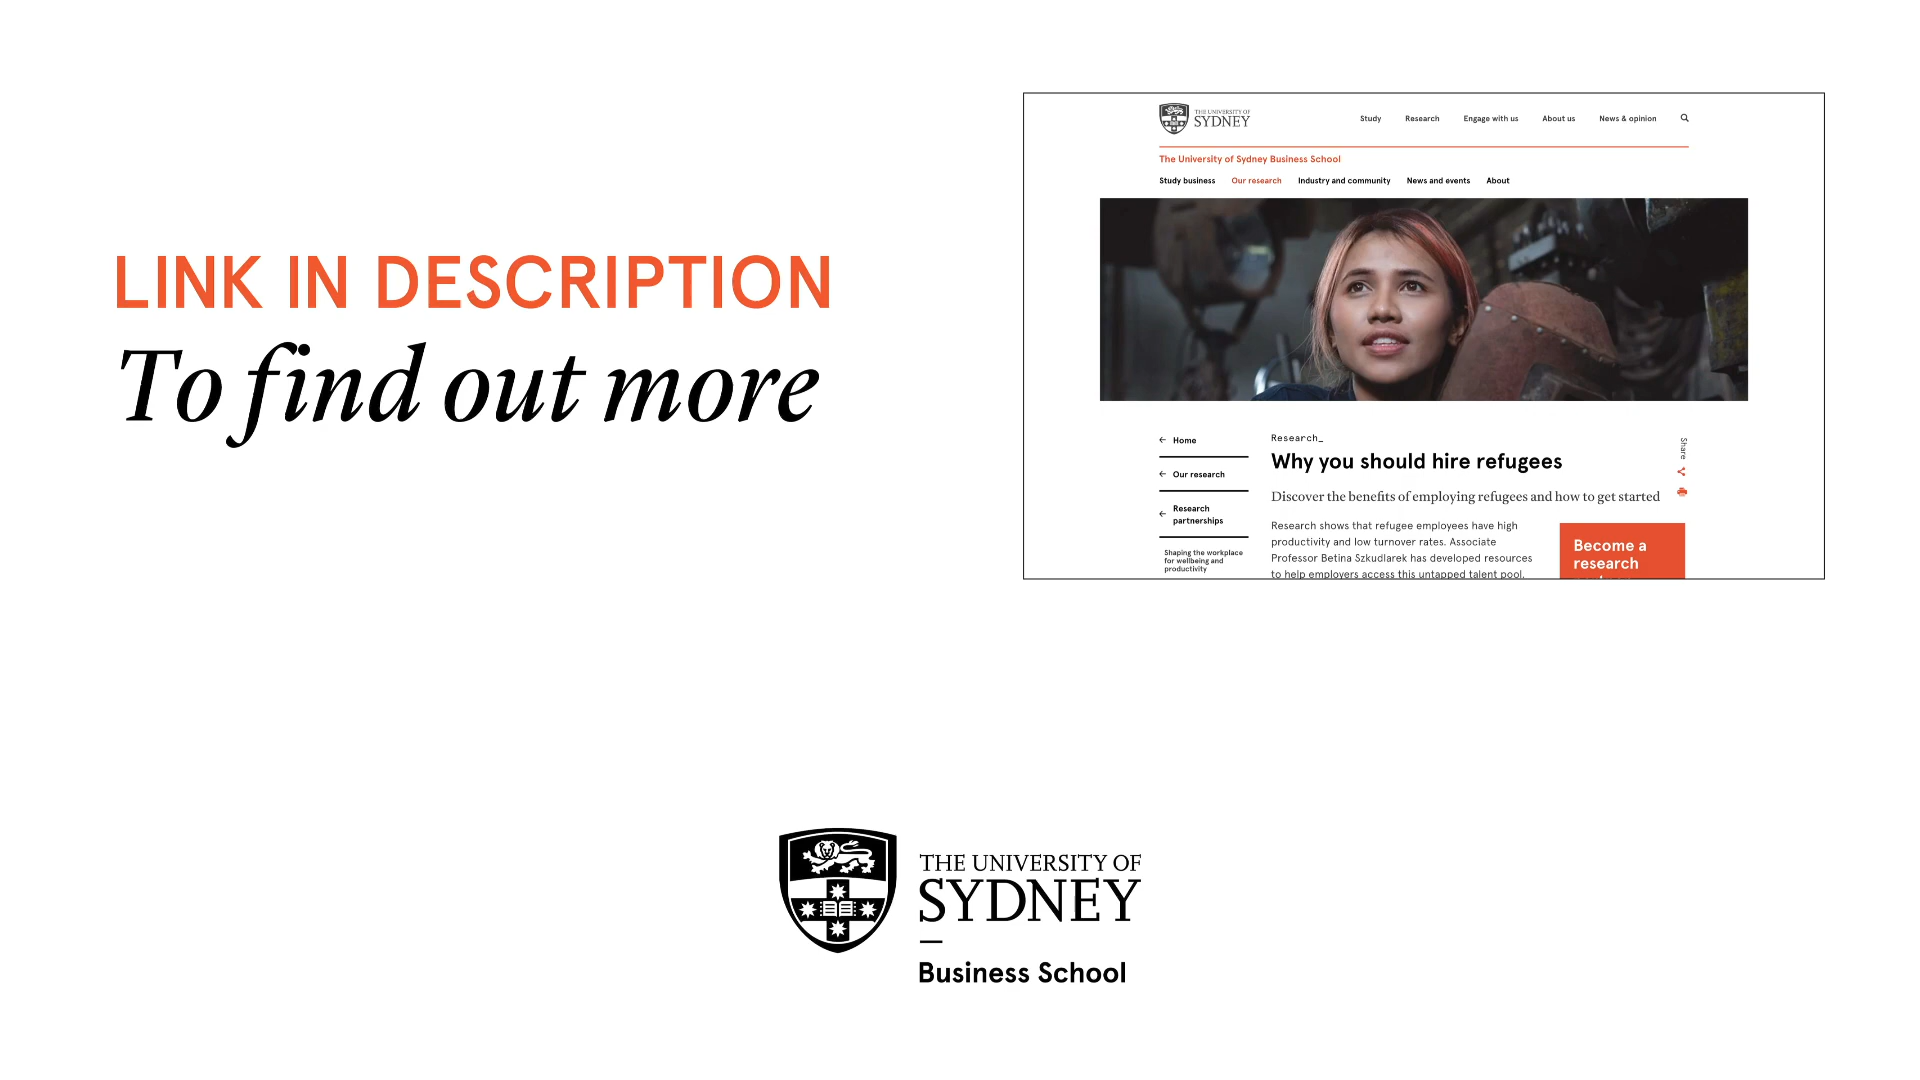 LINK IN DESCRIPTION
To find out more
THE UNIVERSITY OF
SYDNEY
Study Research Engage with us About us News & opinion
The University of Sydney Business School
Study business Our research Industry and community News and events About
Home
Our research
Research
partnerships
Shaping the workplace
for wellbeing and
productivity
Research_
Why you should hire refugees
Discover the benefits of employing refugees and how to get started
Research shows that refugee employees have high
productivity and low turnover rates. Associate
Professor Betina Szkudlarek has developed resources
to help employers access this untapped talent pool.
Share
Become a
research
THE UNIVERSITY OF
SYDNEY
Business School